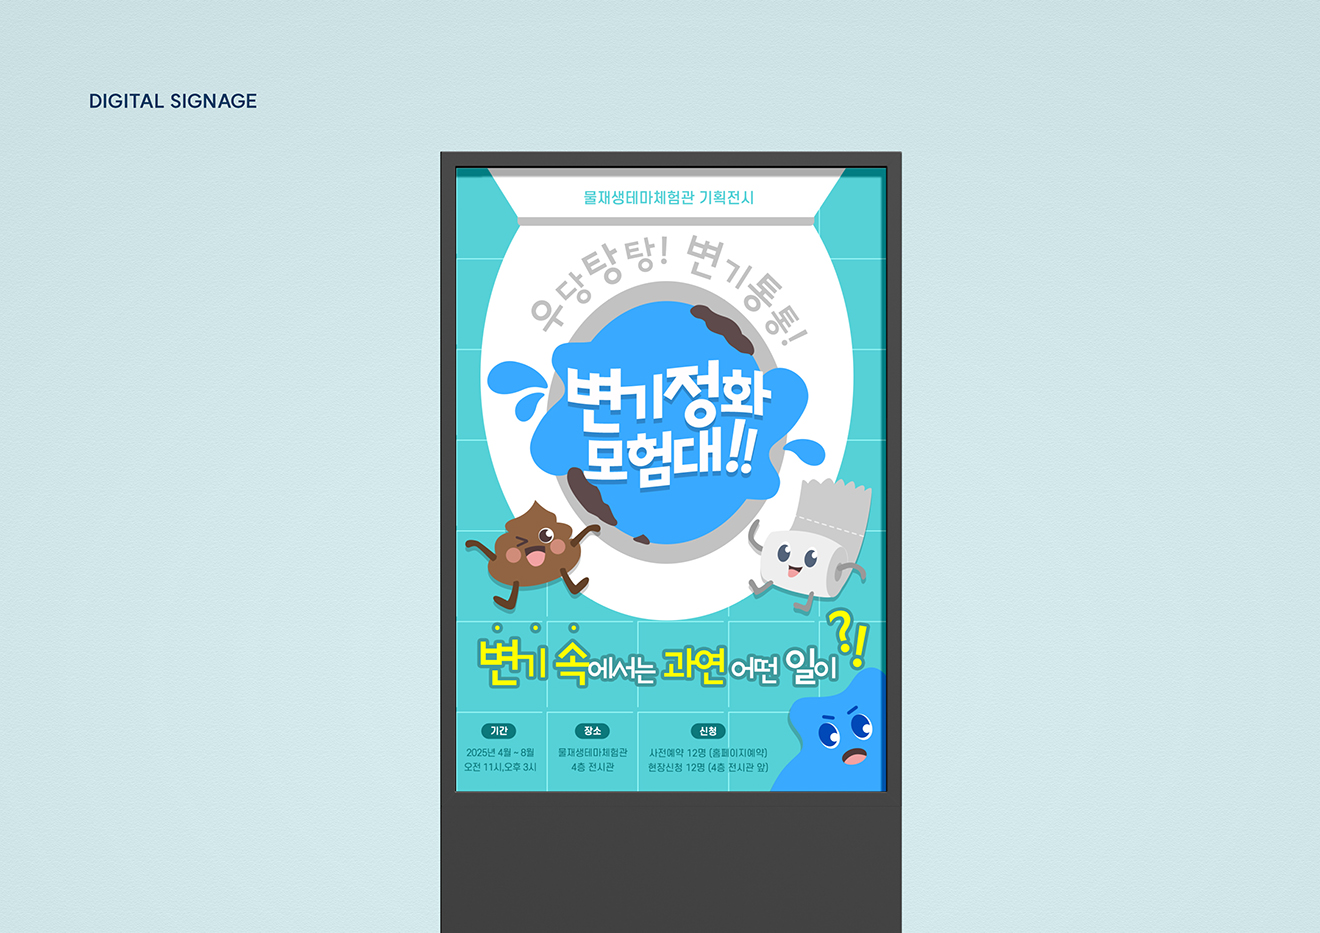 DIGITAL SIGNAGE
물재생테마체험관 기획전시
우당탕탕! 변기통통!
변기정화
모험대!!
변기 속에서는 과연 어떤 일이?!
기간
2025년 4월 ~ 8월
오전 11시,오후 3시
장소
물재생테마체험관
4층 전시관
신청
사전예약 12명 (홈페이지예약)
현장신청 12명 (4층 전시관 앞)